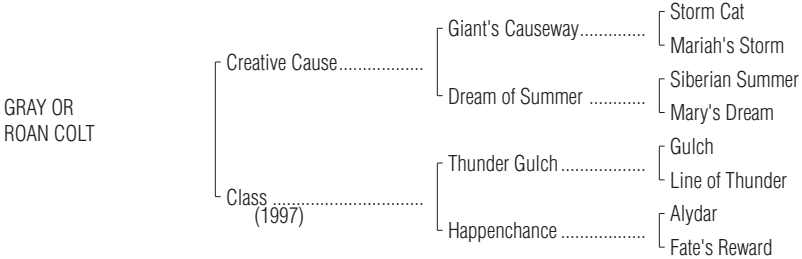 Storm Cat
Giant's Causeway..............
Mariah's Storm
Creative Cause..................
Siberian Summer
Dream of Summer ............
Mary's Dream
GRAY OR
ROAN COLT
Gulch
Thunder Gulch ..................
Line of Thunder
Class ................................
(1997)
Alydar
Happenchance ..................
Fate's Reward